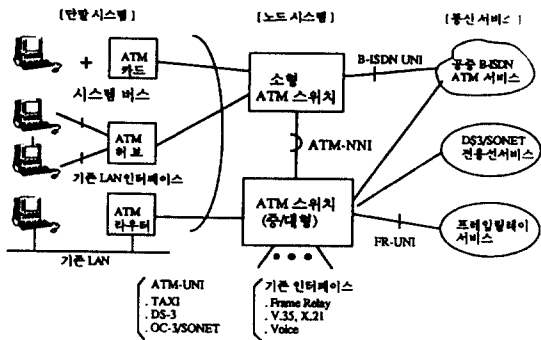 [단말 시스템]
[노드 시스템]
[통신 서비스]
ATM
카드
시스템 버스
ATM
허브
기존 LAN 인터페이스
ATM
라우터
기존 LAN
소형
ATM 스위치
ATM-NNI
ATM 스위치
(중/대형)
B-ISDN UNI
공중 B-ISDN
ATM 서비스
DS3/SONET
전용선서비스
FR-UNI
프레임릴레이
서비스
ATM-UNI
. TAXI
. DS-3
. OC-3/SONET
기존 인터페이스
. Frame Relay
. V.35, X.21
. Voice